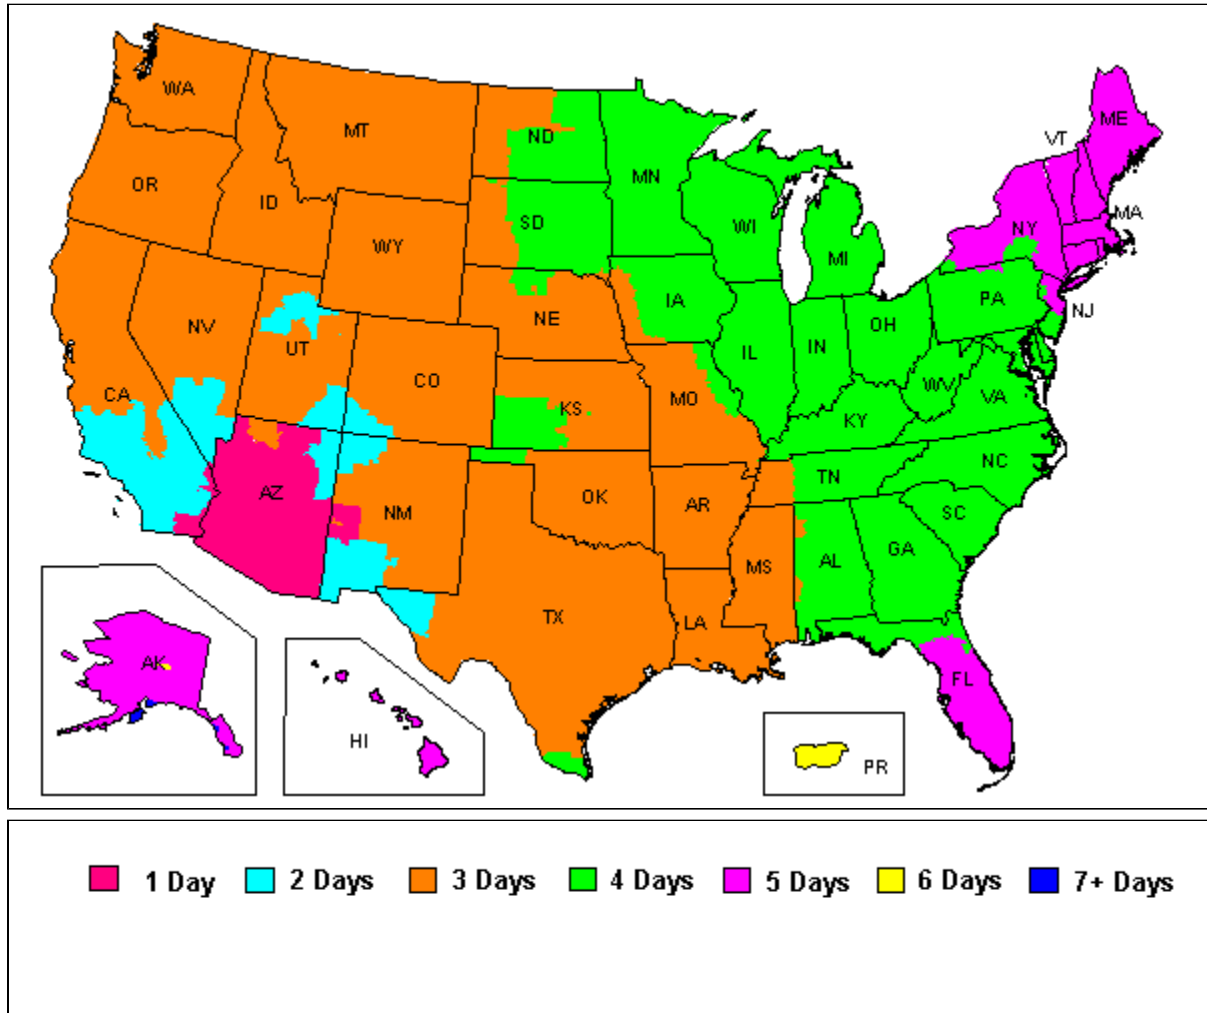 WA
MT
ND
VT
ME
OR
ID
MN
MA
SD
WI
NY
WY
MI
IA
PA
NV
NE
OH
NJ
UT
IL
IN
CO
WV
CA
KS
MO
VA
KY
NC
TN
AZ
OK
AR
NM
SC
GA
AL
MS
TX
LA
AK
FL
HI
PR
1 Day 2 Days 3 Days 4 Days 5 Days 6 Days 7+ Days